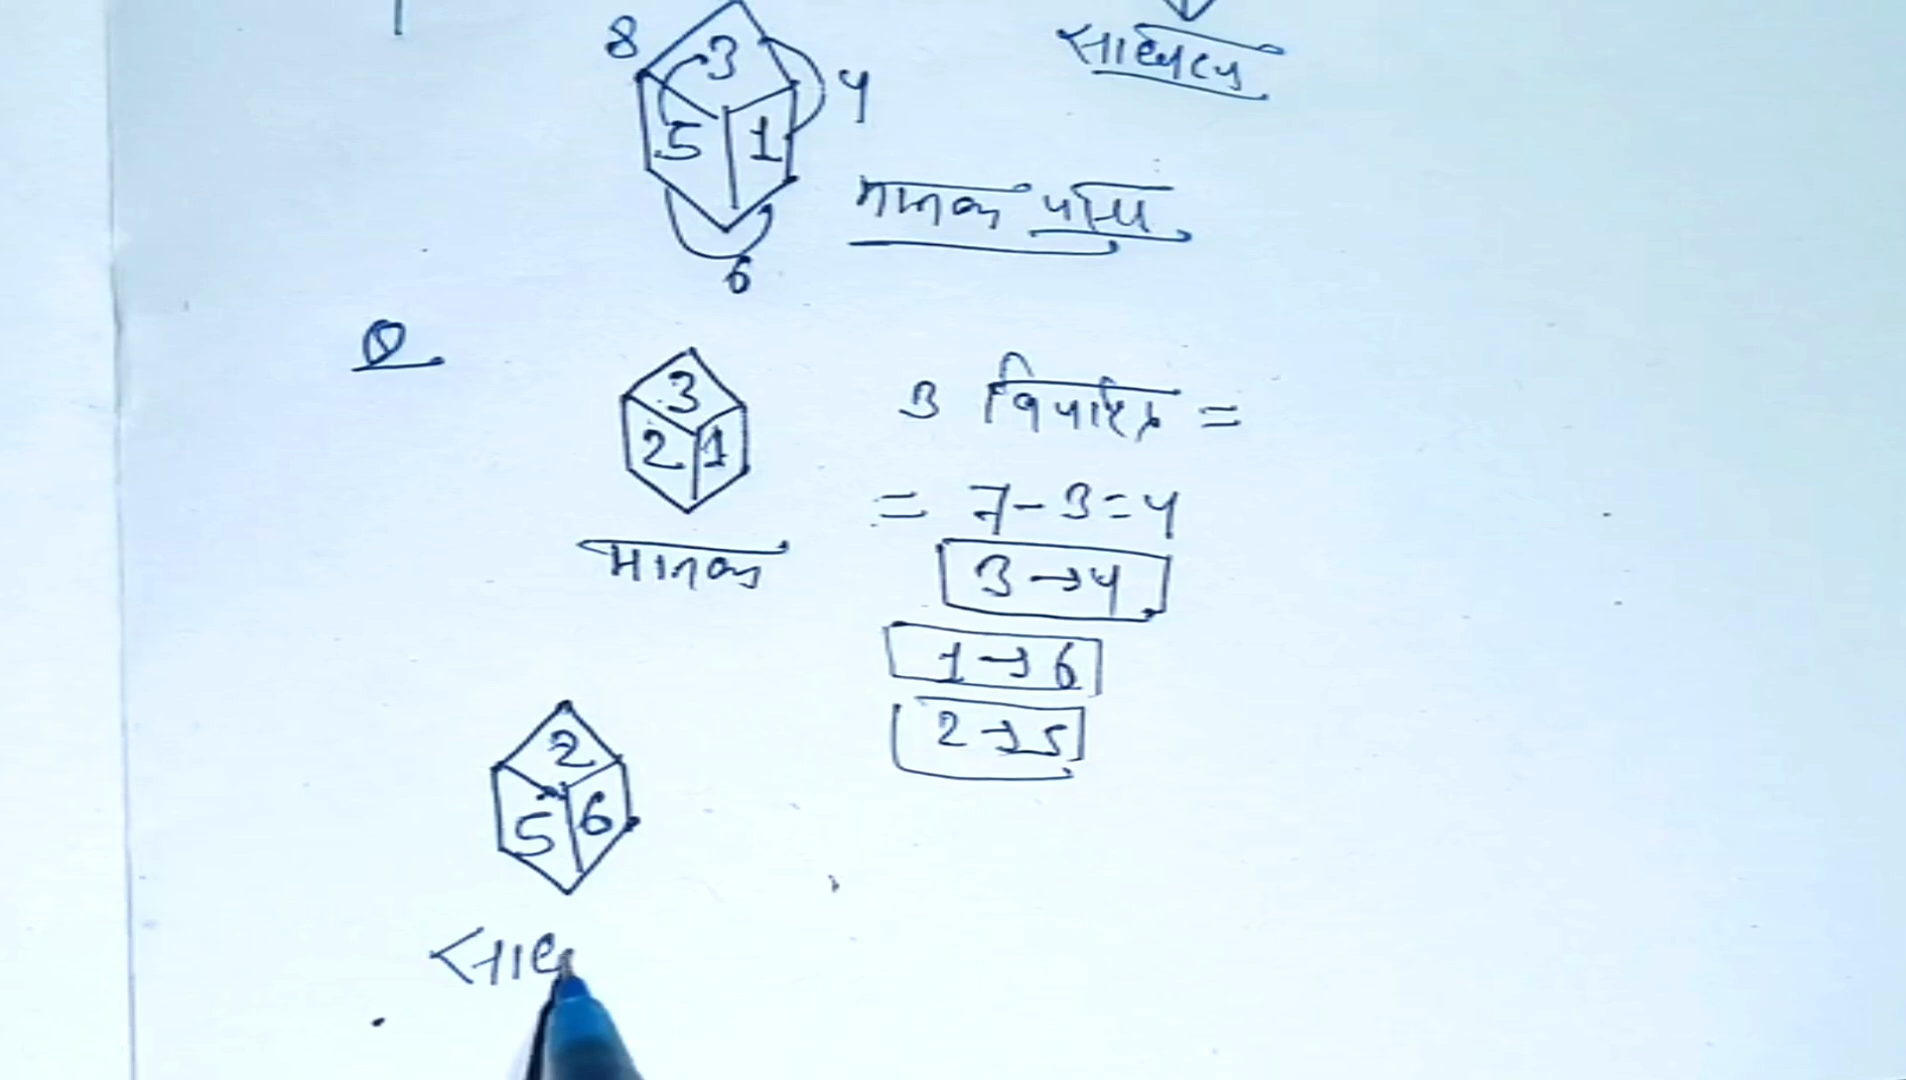 साधारण
8
3
4
5 1
मानक पासा
6
Q
3
2 1
3 विपरित =
= 7-3=4
मानक
3→4
1→6
2→5
2
5 6
साध